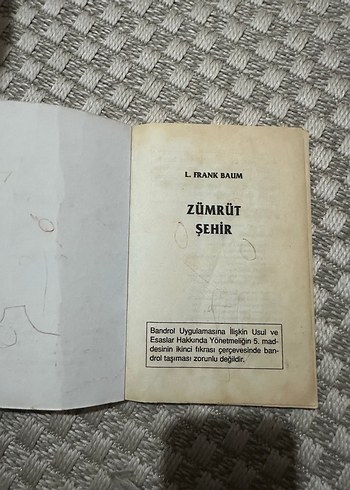 L. FRANK BAUM
ZÜMRÜT
ŞEHİR
Bandrol Uygulamasına İlişkin Usul ve
Esaslar Hakkında Yönetmeliğin 5. mad-
desinin ikinci fıkrası çerçevesinde ban-
drol taşıması zorunlu değildir.